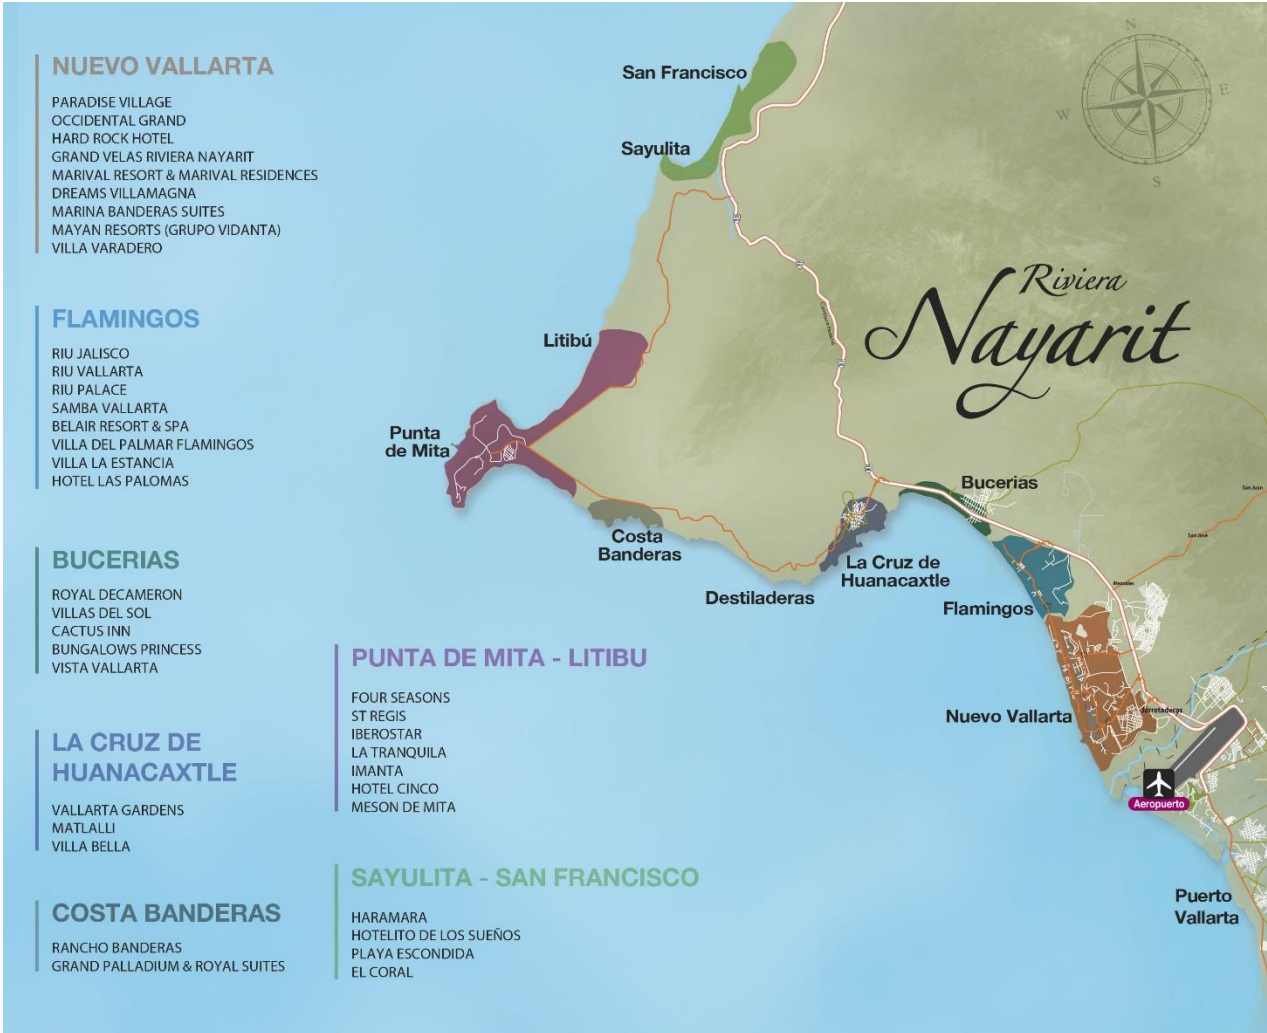 NUEVO VALLARTA
PARADISE VILLAGE
OCCIDENTAL GRAND
HARD ROCK HOTEL
GRAND VELAS RIVIERA NAYARIT
MARIVAL RESORT & MARIVAL RESIDENCES
DREAMS VILLAMAGNA
MARINA BANDERAS SUITES
MAYAN RESORTS (GRUPO VIDANTA)
VILLA VARADERO
FLAMINGOS
RIU JALISCO
RIU VALLARTA
RIU PALACE
SAMBA VALLARTA
BELAIR RESORT & SPA
VILLA DEL PALMAR FLAMINGOS
VILLA LA ESTANCIA
HOTEL LAS PALOMAS
BUCERIAS
ROYAL DECAMERON
VILLAS DEL SOL
CACTUS INN
BUNGALOWS PRINCESS
VISTA VALLARTA
LA CRUZ DE
HUANACAXTLE
VALLARTA GARDENS
MATLALLI
VILLA BELLA
COSTA BANDERAS
RANCHO BANDERAS
GRAND PALLADIUM & ROYAL SUITES
PUNTA DE MITA - LITIBU
FOUR SEASONS
ST REGIS
IBEROSTAR
LA TRANQUILA
IMANTA
HOTEL CINCO
MESON DE MITA
SAYULITA - SAN FRANCISCO
HARAMARA
HOTELITO DE LOS SUEÑOS
PLAYA ESCONDIDA
EL CORAL
San Francisco
Sayulita
Litibú
Punta
de Mita
Costa
Banderas
Destiladeras
La Cruz de
Huanacaxtle
Bucerias
Flamingos
Nuevo Vallarta
Jarretaderas
Aeropuerto
Puerto
Vallarta
San Juan
San José
Mezcales
Riviera
Nayarit
N
E
S
W